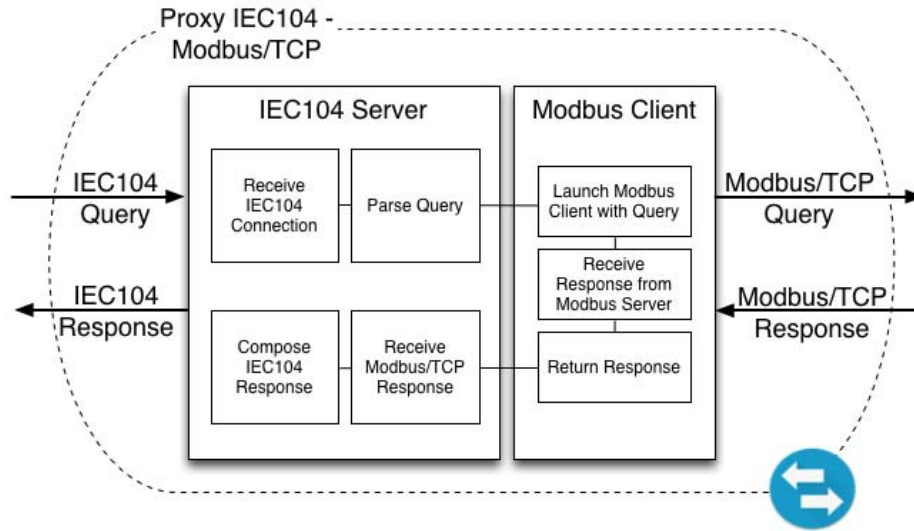 Proxy IEC104 -
Modbus/TCP
IEC104 Server
Modbus Client
IEC104
Query
Receive
IEC104
Connection
Parse Query
Launch Modbus
Client with Query
Modbus/TCP
Query
Receive
Response from
Modbus Server
IEC104
Response
Modbus/TCP
Response
Compose
IEC104
Response
Receive
Modbus/TCP
Response
Return Response